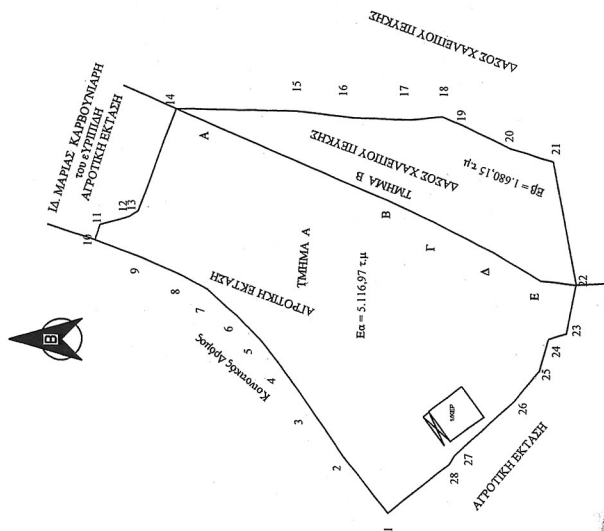 ΙΔ. ΜΑΡΙΑΣ ΚΑΡΒΟΥΝΙΑΡΗ
του εΥΡΙΠΙΔΗ
ΑΓΡΟΤΙΚΗ ΕΚΤΑΣΗ
ΔΑΣΟΣ ΧΑΛΕΠΙΟΥ ΠΕΥΚΗΣ
Β
10
11
12
13
14
15
16
17
18
19
20
21
22
23
24
25
26
27
28
1
2
3
4
5
6
7
8
9
Α
Β
Γ
Δ
Ε
Κοινοτικός Δρόμος
ΑΓΡΟΤΙΚΗ ΕΚΤΑΣΗ
ΤΜΗΜΑ Α
Εα = 5.116,97 τ.μ
ΤΜΗΜΑ Β
ΔΑΣΟΣ ΧΑΛΕΠΙΟΥ ΠΕΥΚΗΣ
Εβ = 1.680,15 τ.μ
ΑΓΡΟΤΙΚΗ ΕΚΤΑΣΗ